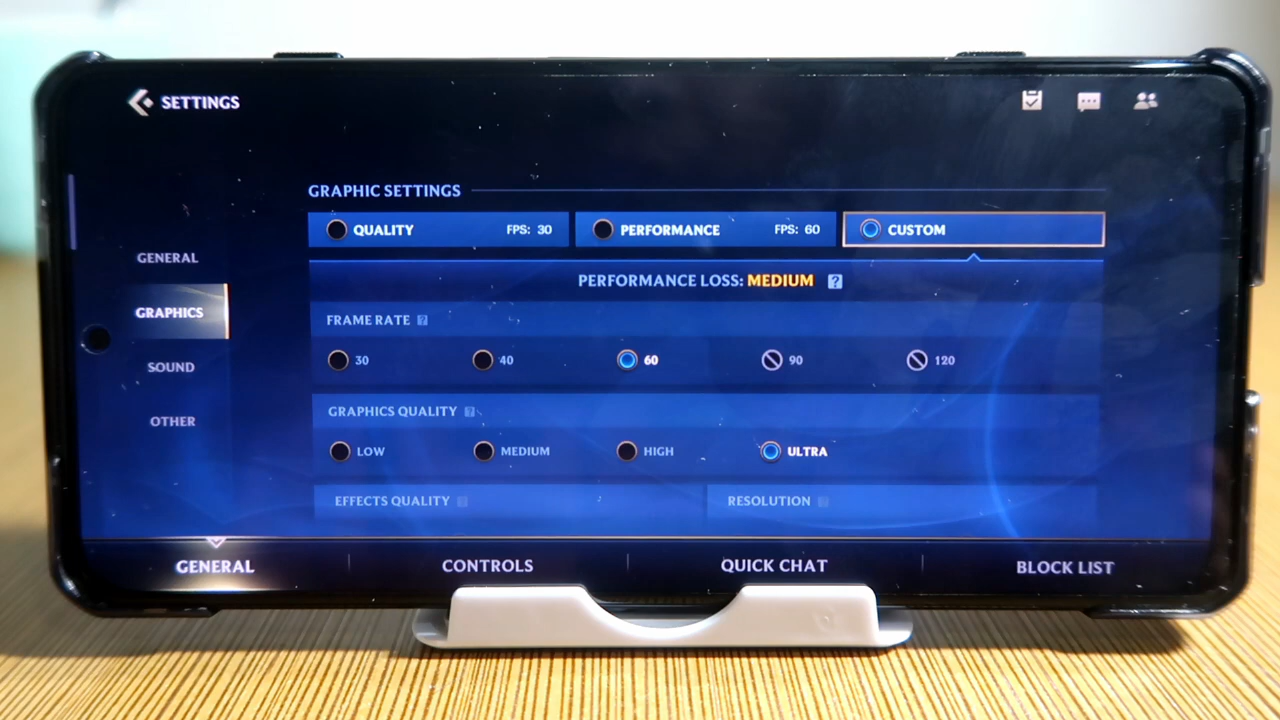 SETTINGS
GRAPHIC SETTINGS
QUALITY FPS: 30 PERFORMANCE FPS: 60 CUSTOM
PERFORMANCE LOSS: MEDIUM ?
GENERAL
FRAME RATE ?
GRAPHICS
30 40 60 90 120
SOUND
GRAPHICS QUALITY ?
OTHER
LOW MEDIUM HIGH ULTRA
EFFECTS QUALITY RESOLUTION
GENERAL CONTROLS QUICK CHAT BLOCK LIST